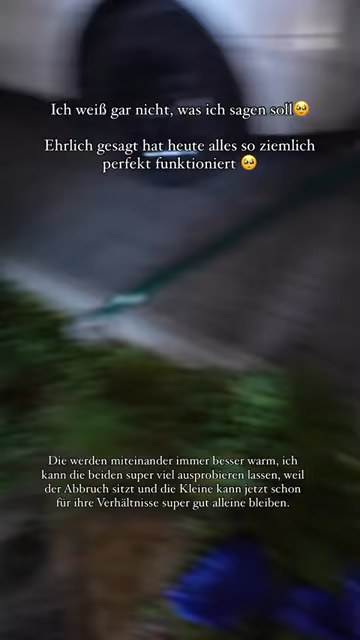 Ich weiß gar nicht, was ich sagen soll🥹
Ehrlich gesagt hat heute alles so ziemlich
perfekt funktioniert 🥹
Die werden miteinander immer besser warm, ich
kann die beiden super viel ausprobieren lassen, weil
der Abbruch sitzt und die Kleine kann jetzt schon
für ihre Verhältnisse super gut alleine bleiben.